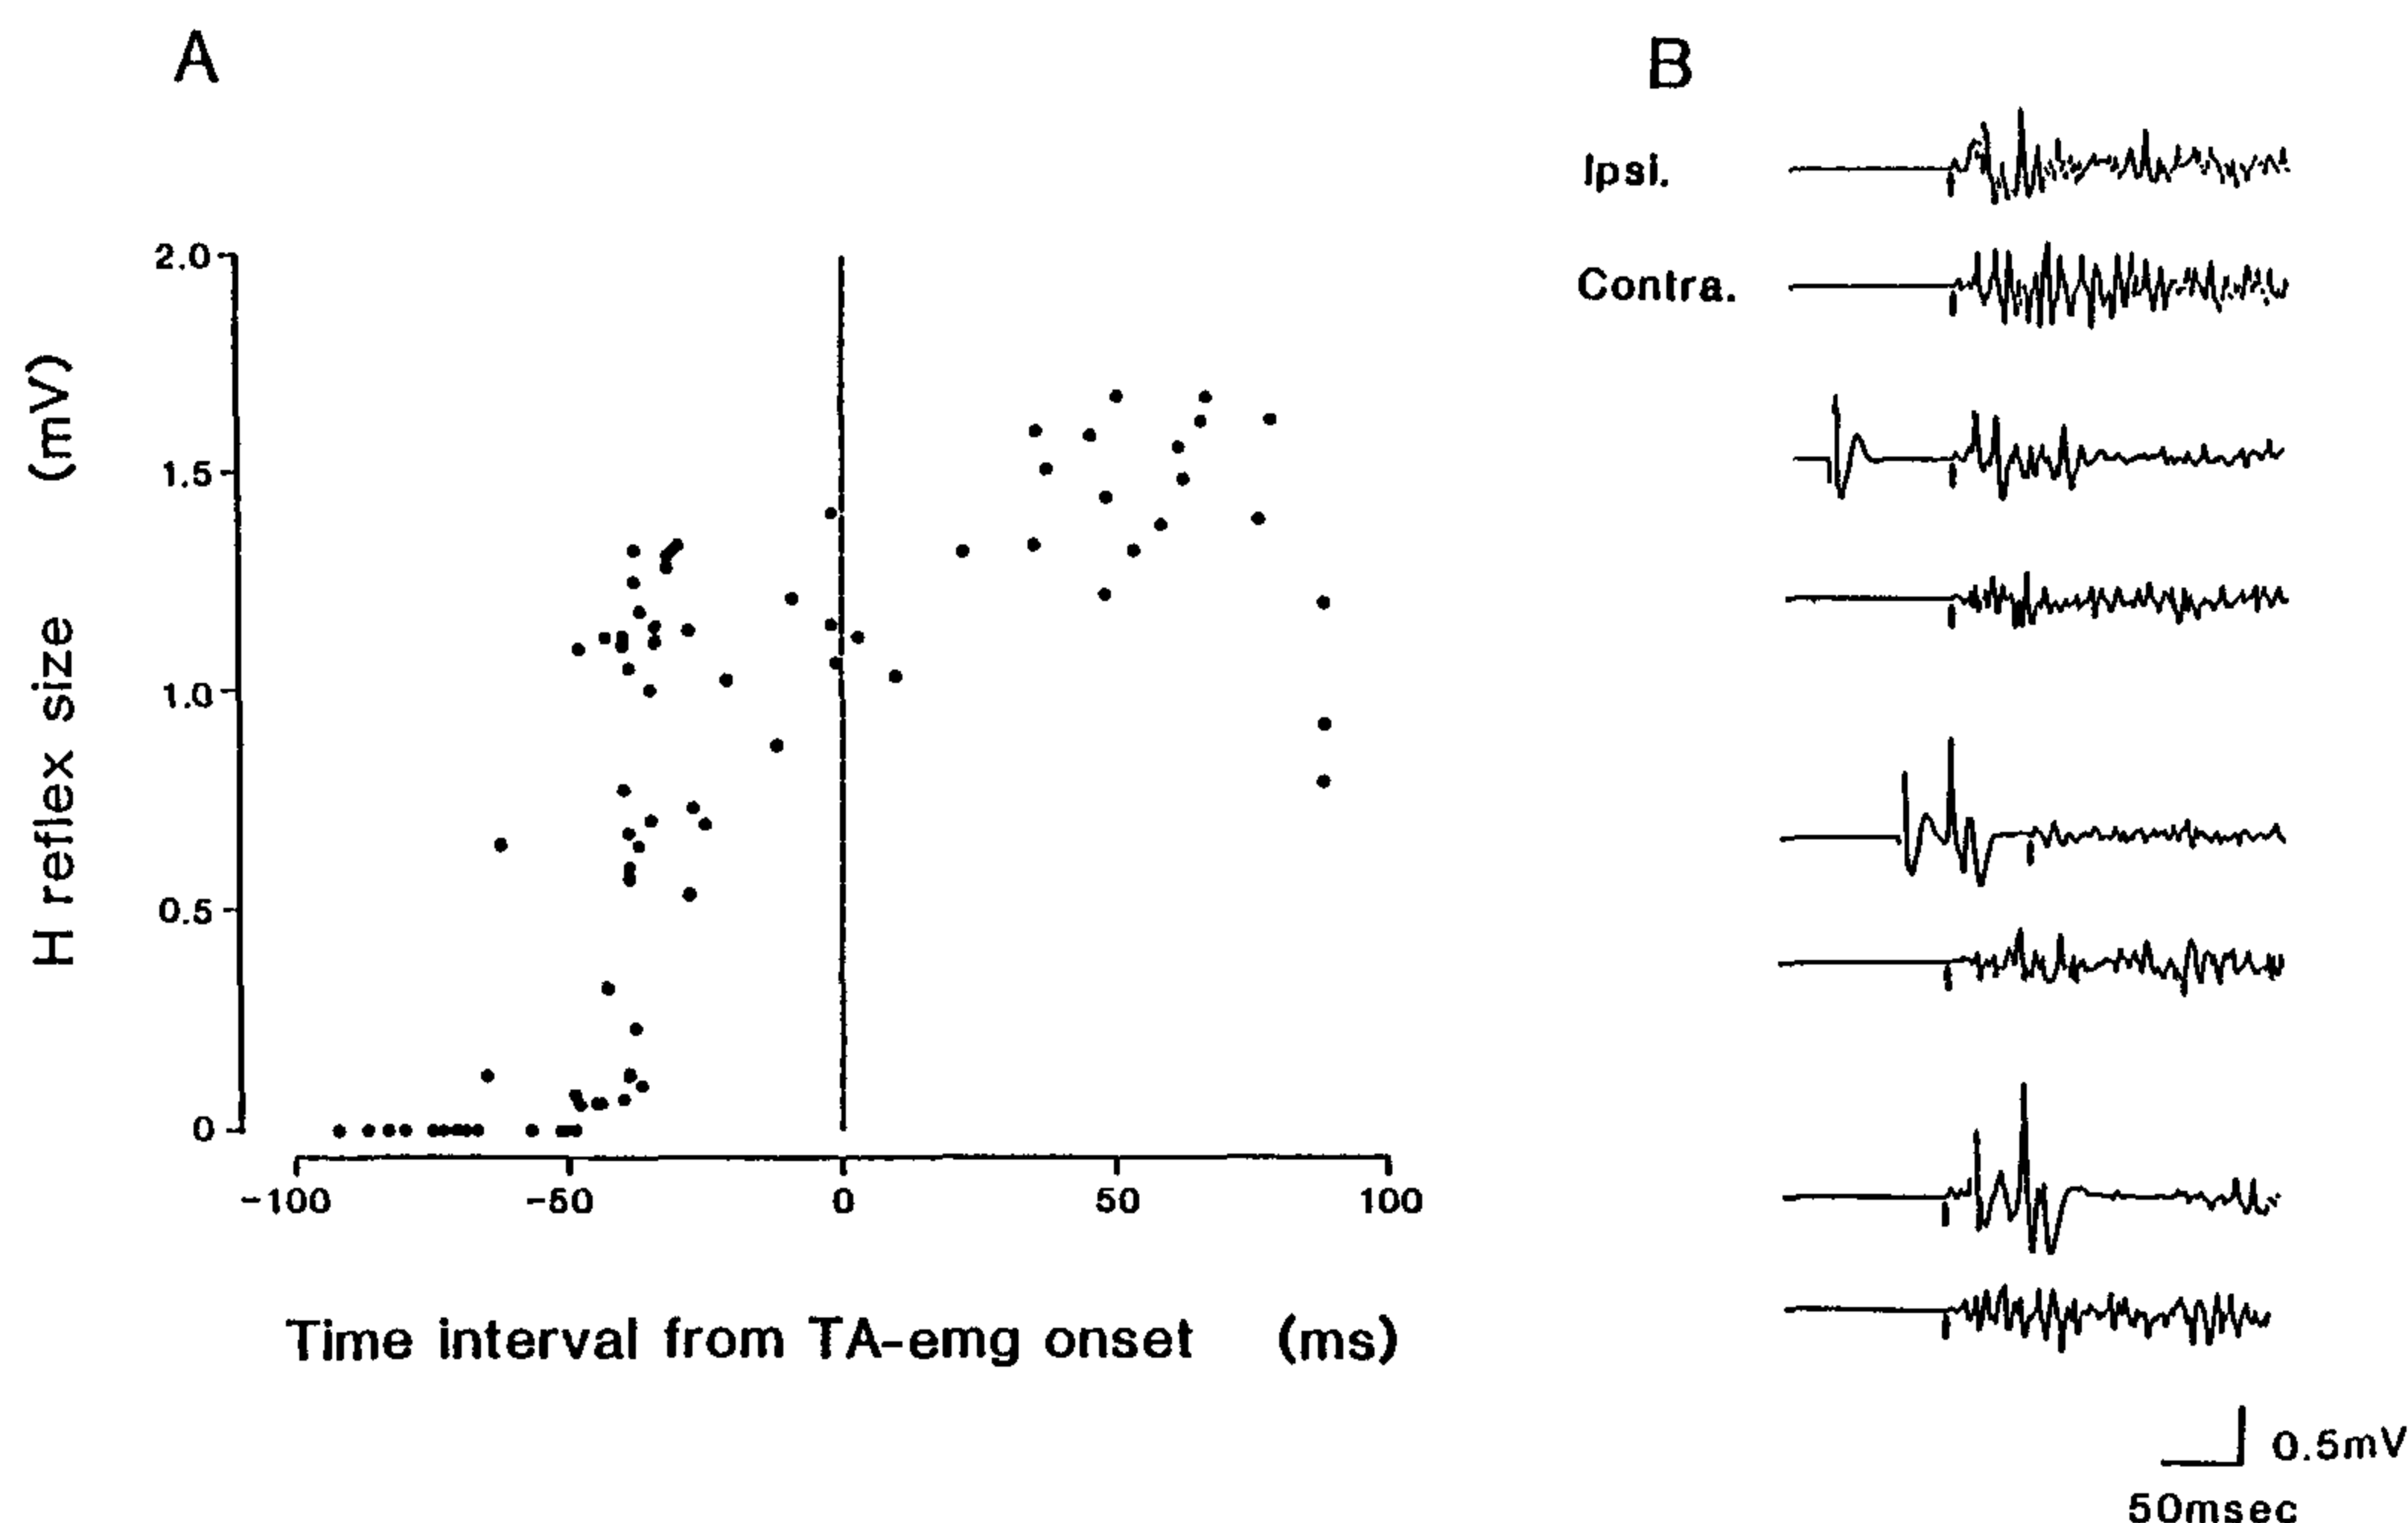 A
B
Ipsi.
Contra.
H reflex size (mV)
2.0
1.5
1.0
0.5
0
-100
-50
0
50
100
Time interval from TA-emg onset (ms)
0.5mV
50msec